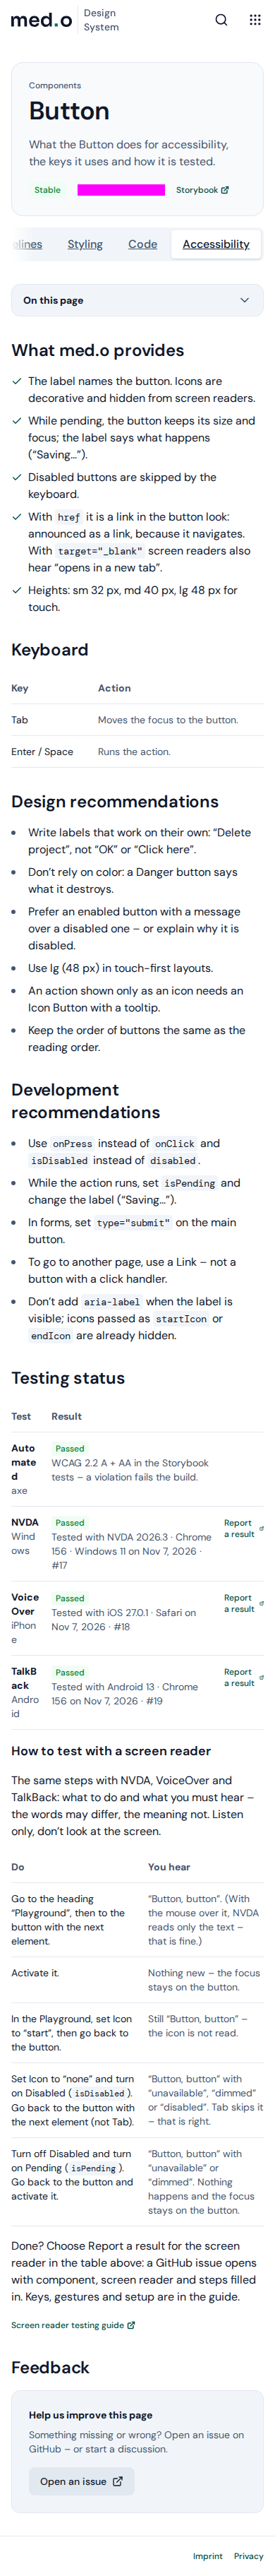 med.o Design
System
Components
Button
What the Button does for accessibility,
the keys it uses and how it is tested.
Stable Storybook
elines Styling Code Accessibility
On this page
What med.o provides
The label names the button. Icons are
decorative and hidden from screen readers.
While pending, the button keeps its size and
focus; the label says what happens
(“Saving…”).
Disabled buttons are skipped by the
keyboard.
With href it is a link in the button look:
announced as a link, because it navigates.
With target="_blank" screen readers also
hear “opens in a new tab”.
Heights: sm 32 px, md 40 px, lg 48 px for
touch.
Keyboard
Key Action
Tab Moves the focus to the button.
Enter / Space Runs the action.
Design recommendations
Write labels that work on their own: “Delete
project”, not “OK” or “Click here”.
Don’t rely on color: a Danger button says
what it destroys.
Prefer an enabled button with a message
over a disabled one – or explain why it is
disabled.
Use lg (48 px) in touch-first layouts.
An action shown only as an icon needs an
Icon Button with a tooltip.
Keep the order of buttons the same as the
reading order.
Development
recommendations
Use onPress instead of onClick and
isDisabled instead of disabled.
While the action runs, set isPending and
change the label (“Saving…”).
In forms, set type="submit" on the main
button.
To go to another page, use a Link – not a
button with a click handler.
Don’t add aria-label when the label is
visible; icons passed as startIcon or
endIcon are already hidden.
Testing status
Test Result
Auto
mate
d
axe
Passed
WCAG 2.2 A + AA in the Storybook
tests – a violation fails the build.
NVDA
Wind
ows
Passed
Tested with NVDA 2026.3 · Chrome
156 · Windows 11 on Nov 7, 2026 ·
#17
Report
a result
Voice
Over
iPhon
e
Passed
Tested with iOS 27.0.1 · Safari on
Nov 7, 2026 · #18
Report
a result
TalkB
ack
Andro
id
Passed
Tested with Android 13 · Chrome
156 on Nov 7, 2026 · #19
Report
a result
How to test with a screen reader
The same steps with NVDA, VoiceOver and
TalkBack: what to do and what you must hear –
the words may differ, the meaning not. Listen
only, don’t look at the screen.
Do You hear
Go to the heading
“Playground”, then to the
button with the next
element.
“Button, button”. (With
the mouse over it, NVDA
reads only the text –
that is fine.)
Activate it.
Nothing new – the focus
stays on the button.
In the Playground, set Icon
to “start”, then go back to
the button.
Still “Button, button” –
the icon is not read.
Set Icon to “none” and turn
on Disabled (isDisabled).
Go back to the button with
the next element (not Tab).
“Button, button” with
“unavailable”, “dimmed”
or “disabled”. Tab skips it
– that is right.
Turn off Disabled and turn
on Pending (isPending).
Go back to the button and
activate it.
“Button, button” with
“unavailable” or
“dimmed”. Nothing
happens and the focus
stays on the button.
Done? Choose Report a result for the screen
reader in the table above: a GitHub issue opens
with component, screen reader and steps filled
in. Keys, gestures and setup are in the guide.
Screen reader testing guide
Feedback
Help us improve this page
Something missing or wrong? Open an issue on
GitHub – or start a discussion.
Open an issue
Imprint Privacy